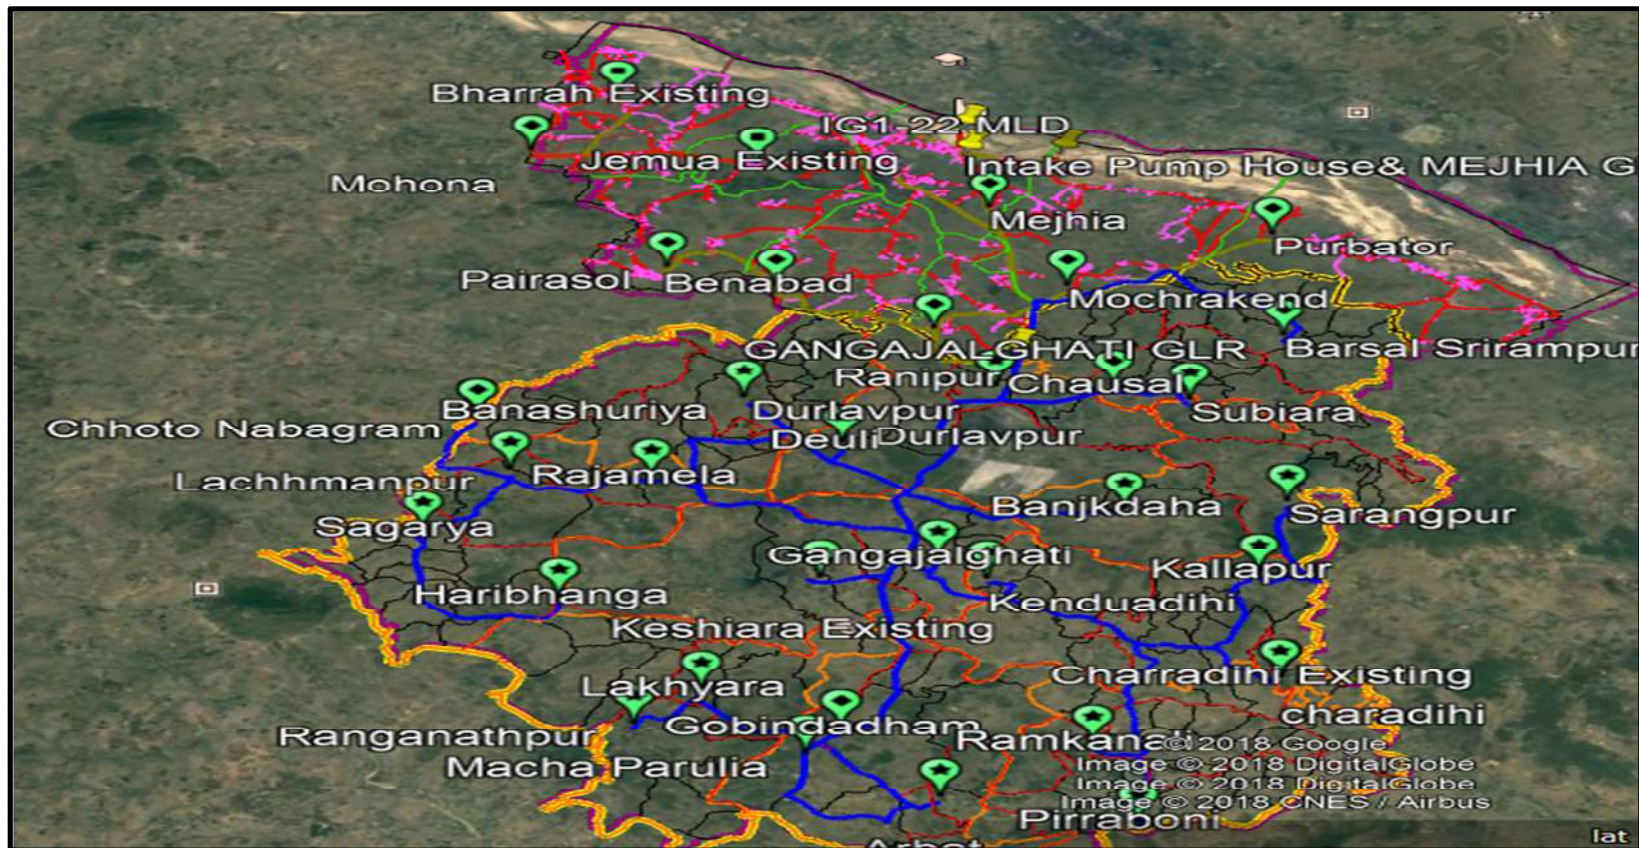 Bharrah Existing
IG1-22 MLD
Jemua Existing
Intake Pump House& MEJHIA G
Mohona
Mejhia
Purbator
Pairasol
Benabad
Mochrakend
GANGAJALGHATI GLR
Barsal Srirampur
Ranipur
Chausal
Banashuriya
Durlavpur
Subiara
Chhoto Nabagram
Deuli
Durlavpur
Lachhmanpur
Rajamela
Banjkdaha
Sagarya
Sarangpur
Gangajalghati
Kallapur
Haribhanga
Kenduadihi
Keshiara Existing
Charradihi Existing
Lakhyara
charadihi
Gobindadham
Ranganathpur
© 2018 Google
Macha Parulia
Image © 2018 DigitalGlobe
Image © 2018 DigitalGlobe
Image © 2018 CNES / Airbus
Pirraboni
lat